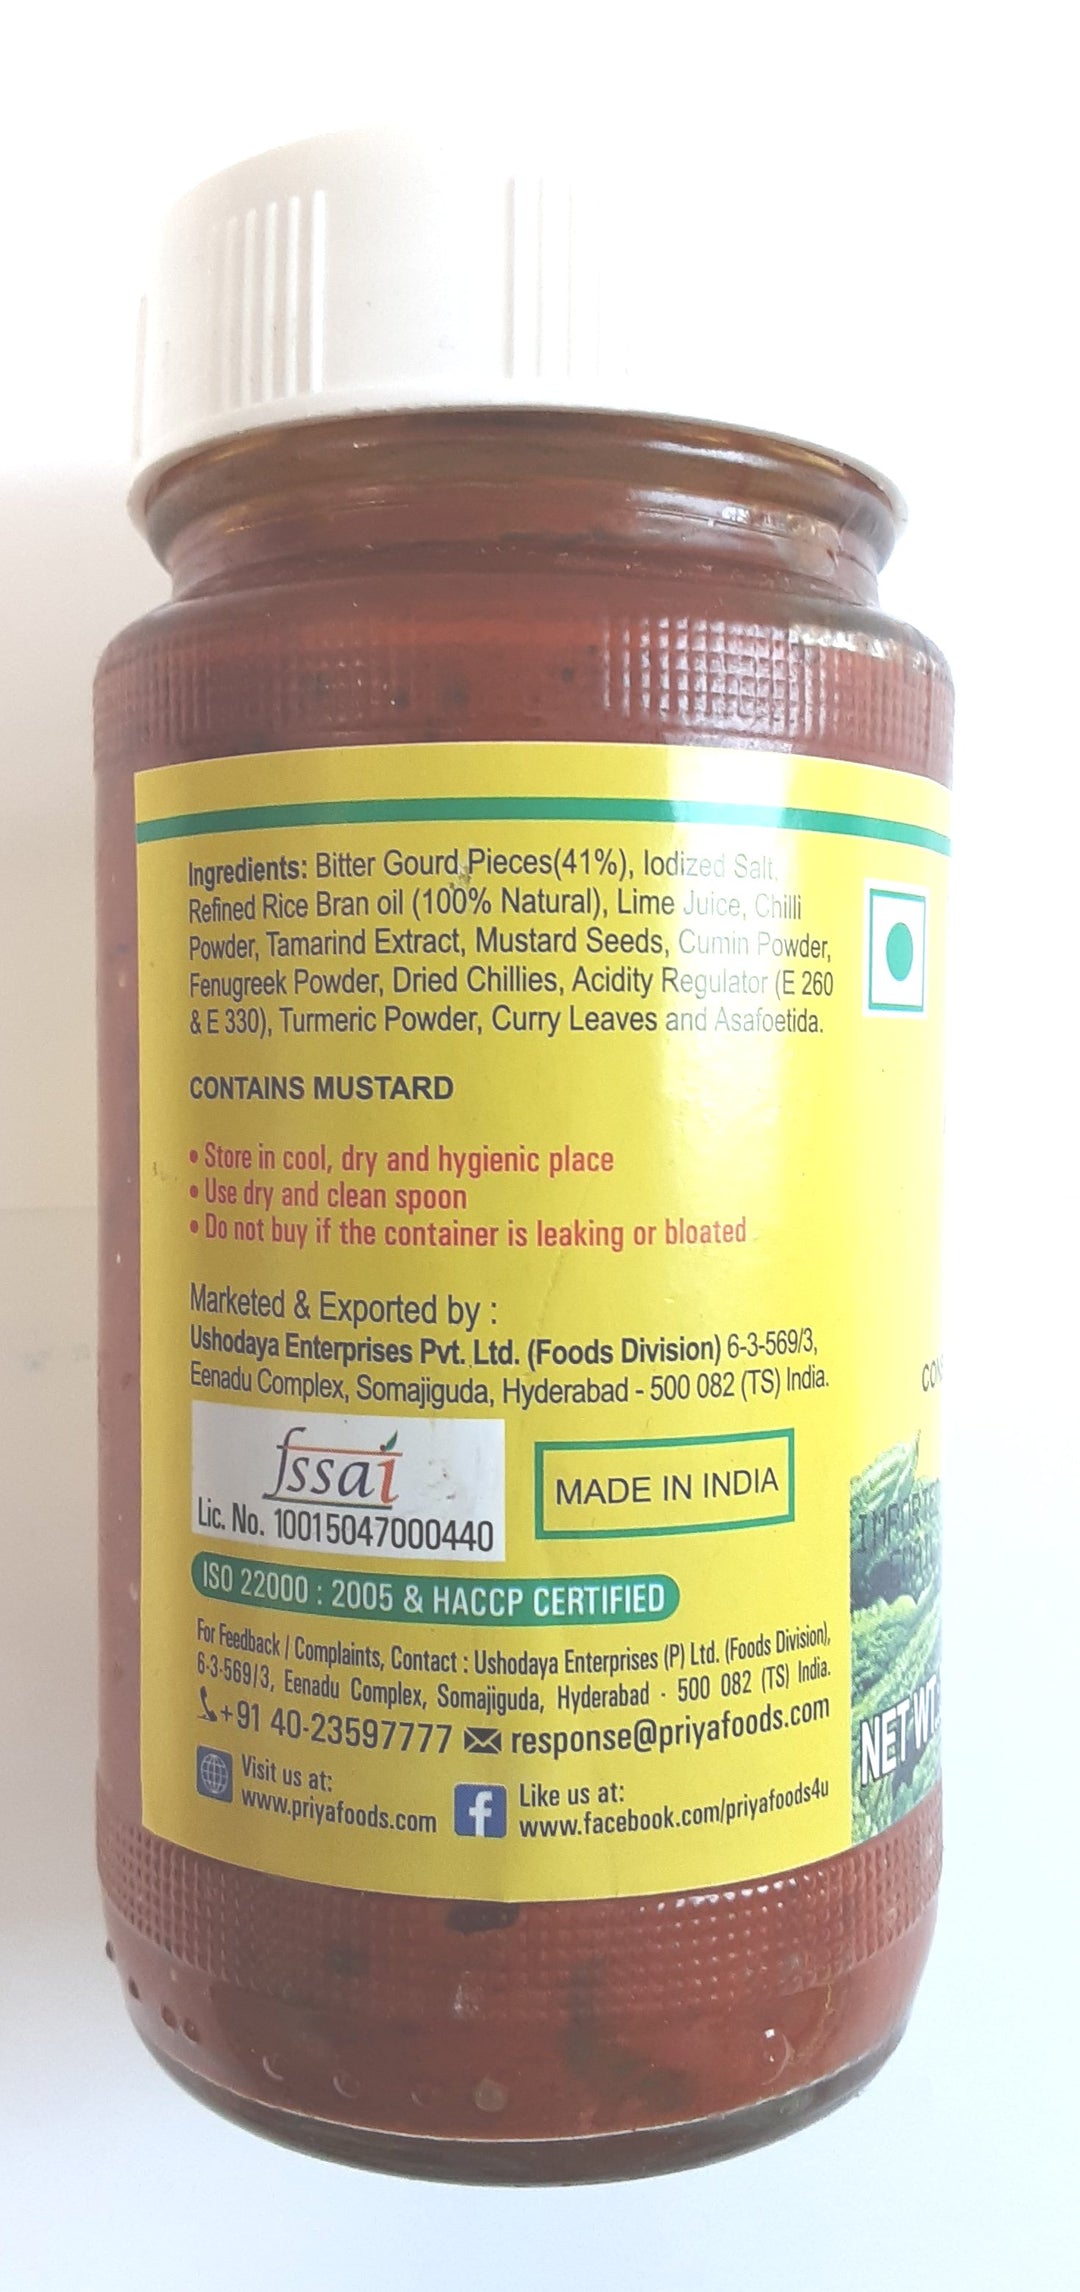 Ingredients: Bitter Gourd Pieces(41%), Iodized Salt,
Refined Rice Bran oil (100% Natural), Lime Juice, Chilli
Powder, Tamarind Extract, Mustard Seeds, Cumin Powder,
Fenugreek Powder, Dried Chillies, Acidity Regulator (E 260
& E 330), Turmeric Powder, Curry Leaves and Asafoetida.
CONTAINS MUSTARD
• Store in cool, dry and hygienic place
• Use dry and clean spoon
• Do not buy if the container is leaking or bloated
Marketed & Exported by :
Ushodaya Enterprises Pvt. Ltd. (Foods Division) 6-3-569/3,
Eenadu Complex, Somajiguda, Hyderabad - 500 082 (TS) India.
fssai
Lic. No. 10015047000440
MADE IN INDIA
ISO 22000 : 2005 & HACCP CERTIFIED
For Feedback / Complaints, Contact : Ushodaya Enterprises (P) Ltd. (Foods Division),
6-3-569/3, Eenadu Complex, Somajiguda, Hyderabad - 500 082 (TS) India.
+91 40-23597777 response@priyafoods.com
Visit us at:
www.priyafoods.com
Like us at:
www.facebook.com/priyafoods4u
NET WT.